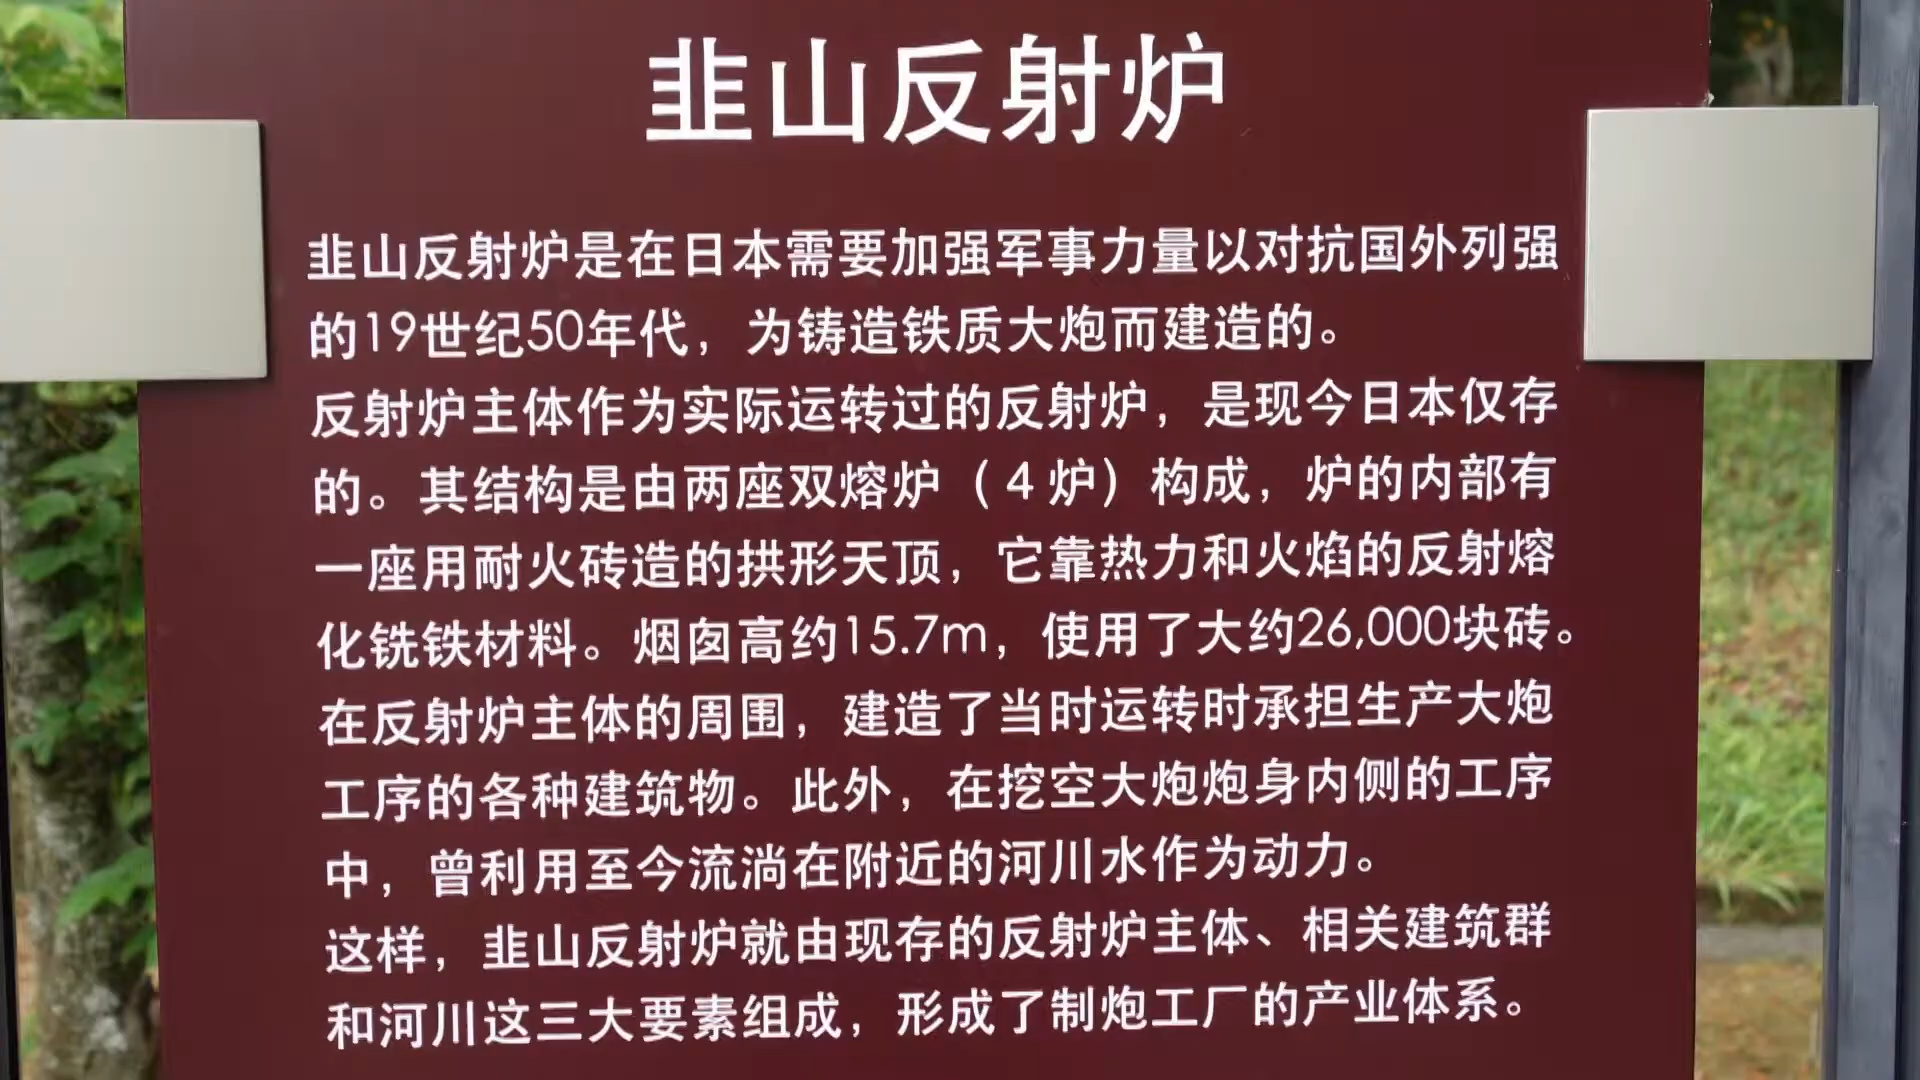 韭山反射炉
韭山反射炉是在日本需要加强军事力量以对抗国外列强
的19世纪50年代，为铸造铁质大炮而建造的。
反射炉主体作为实际运转过的反射炉，是现今日本仅存
的。其结构是由两座双熔炉（4炉）构成，炉的内部有
一座用耐火砖造的拱形天顶，它靠热力和火焰的反射熔
化铣铁材料。烟囱高约15.7m，使用了大约26,000块砖。
在反射炉主体的周围，建造了当时运转时承担生产大炮
工序的各种建筑物。此外，在挖空大炮炮身内侧的工序
中，曾利用至今流淌在附近的河川水作为动力。
这样，韭山反射炉就由现存的反射炉主体、相关建筑群
和河川这三大要素组成，形成了制炮工厂的产业体系。